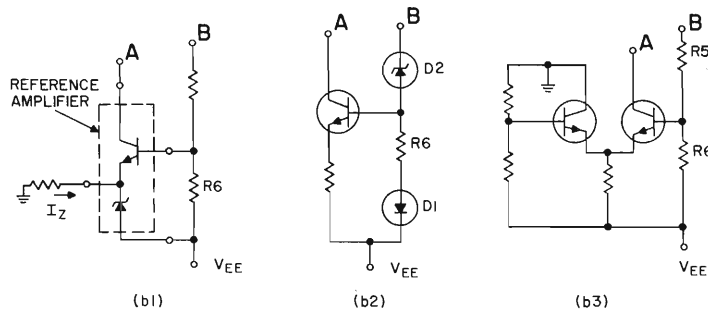 A
B
REFERENCE
AMPLIFIER
R6
IZ
VEE
(b1)
A
B
D2
R6
D1
VEE
(b2)
A
B
R5
R6
VEE
(b3)